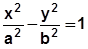 x²/a² − y²/b² = 1